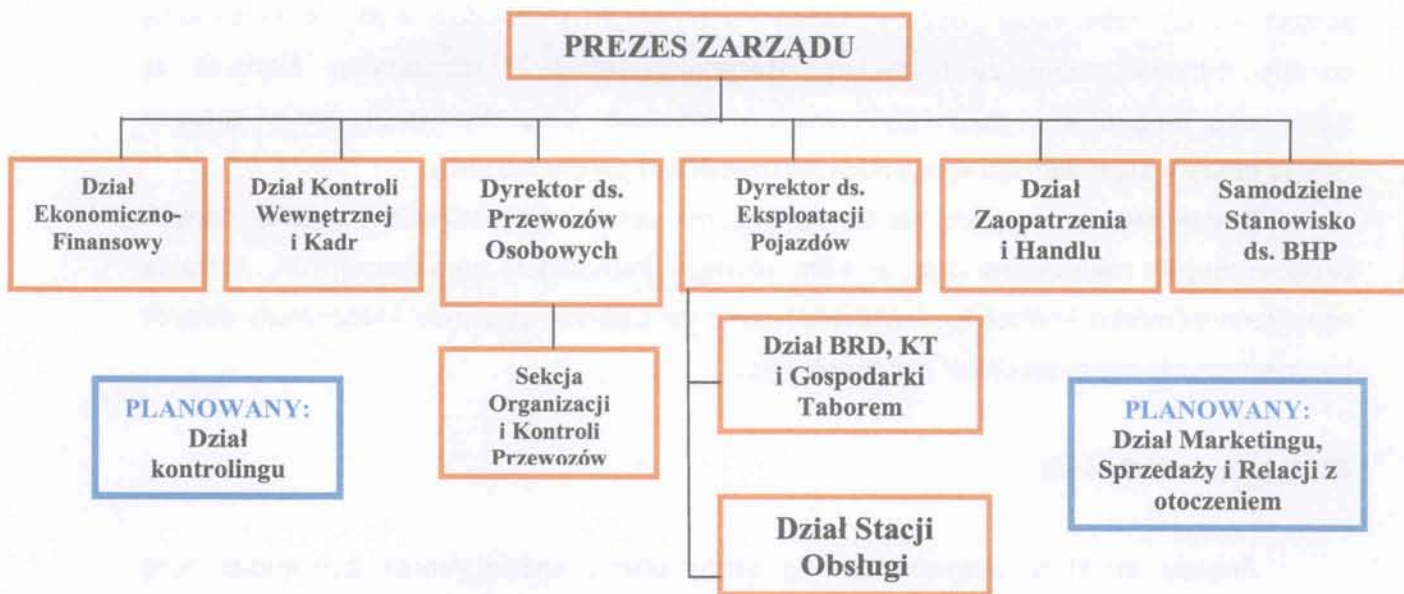 PREZES ZARZĄDU
Dział
Ekonomiczno-
Finansowy
Dział Kontroli
Wewnętrznej
i Kadr
Dyrektor ds.
Przewozów
Osobowych
Dyrektor ds.
Eksploatacji
Pojazdów
Dział
Zaopatrzenia
i Handlu
Samodzielne
Stanowisko
ds. BHP
Sekcja
Organizacji
i Kontroli
Przewozów
Dział BRD, KT
i Gospodarki
Taborem
Dział Stacji
Obsługi
PLANOWANY:
Dział
kontrolingu
PLANOWANY:
Dział Marketingu,
Sprzedaży i Relacji z
otoczeniem